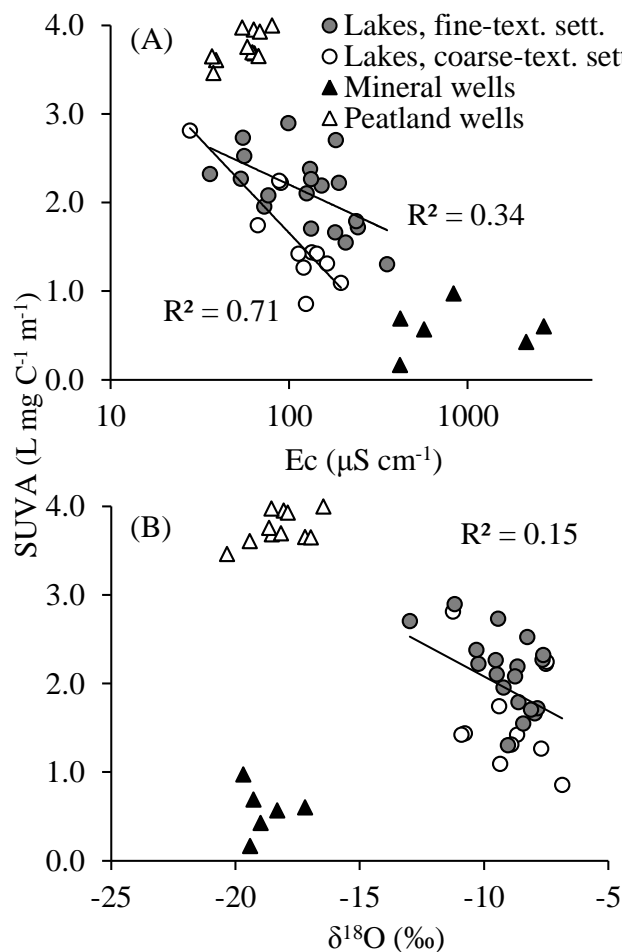 (A)
Lakes, fine-text. sett.
Lakes, coarse-text. sett
Mineral wells
Peatland wells
4.0
3.0
2.0
1.0
0.0
R² = 0.34
R² = 0.71
10 100 1000
Ec (µS cm⁻¹)
SUVA (L mg C⁻¹ m⁻¹)
(B)
R² = 0.15
5.0
4.0
3.0
2.0
1.0
0.0
-25 -20 -15 -10 -5
δ¹⁸O (‰)